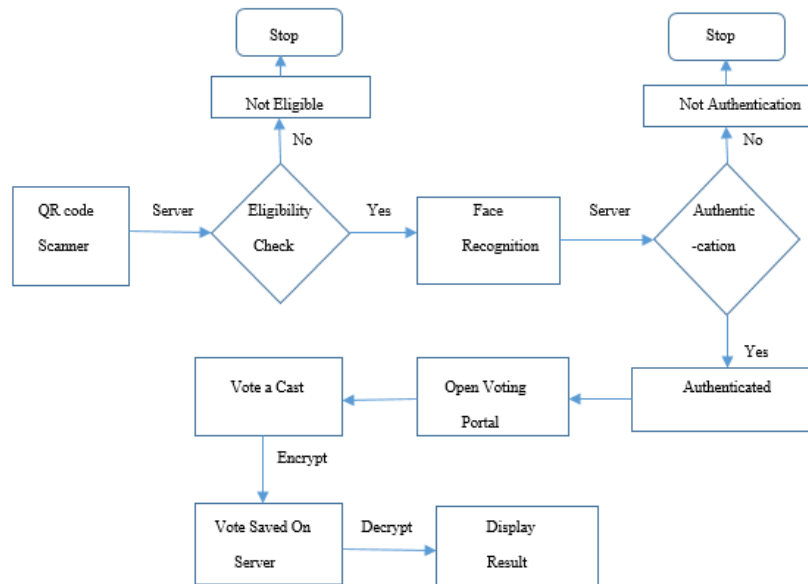 Stop
Stop
Not Eligible
Not Authentication
No
No
QR code
Scanner
Server
Eligibility
Check
Yes
Face
Recognition
Server
Authentic
-cation
Yes
Vote a Cast
Open Voting
Portal
Authenticated
Encrypt
Vote Saved On
Server
Decrypt
Display
Result